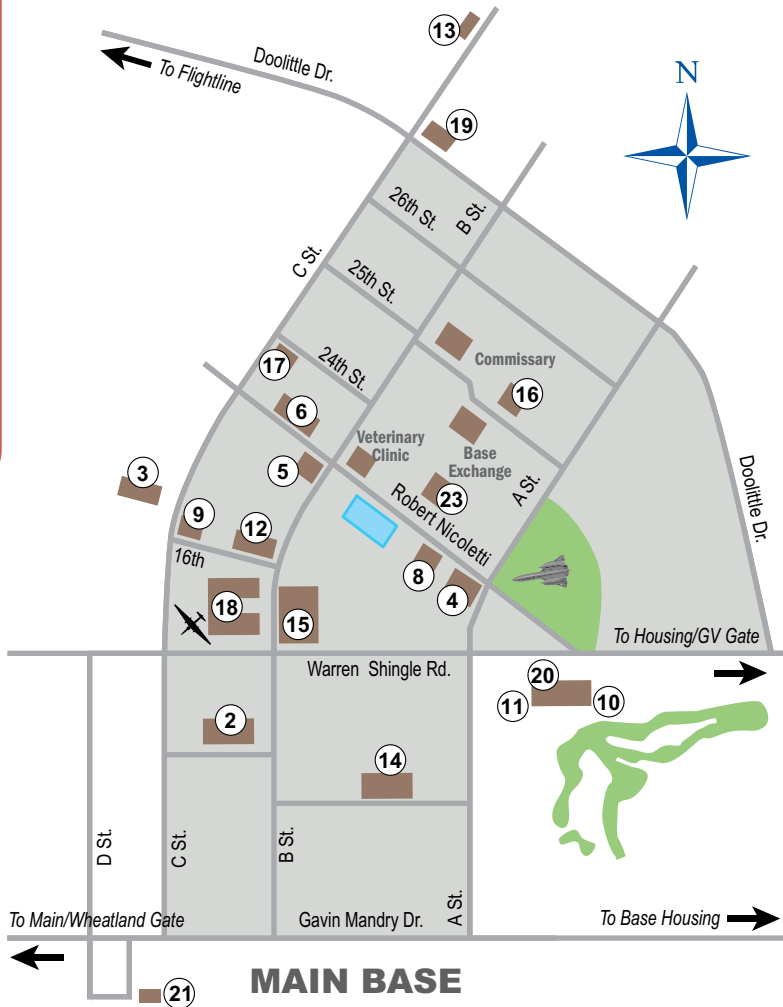 13
Doolittle Dr.
To Flightline
N
19
26th St.
B St.
C St.
25th St.
24th St.
17
Commissary
16
6
Veterinary
Clinic
Base
Exchange
5
3
23
A St.
Robert Nicoletti
Doolittle Dr.
9
12
16th
8
4
18
15
To Housing/GV Gate
Warren Shingle Rd.
20
11
10
2
14
D St.
C St.
B St.
A St.
To Main/Wheatland Gate
Gavin Mandry Dr.
To Base Housing
MAIN BASE
21